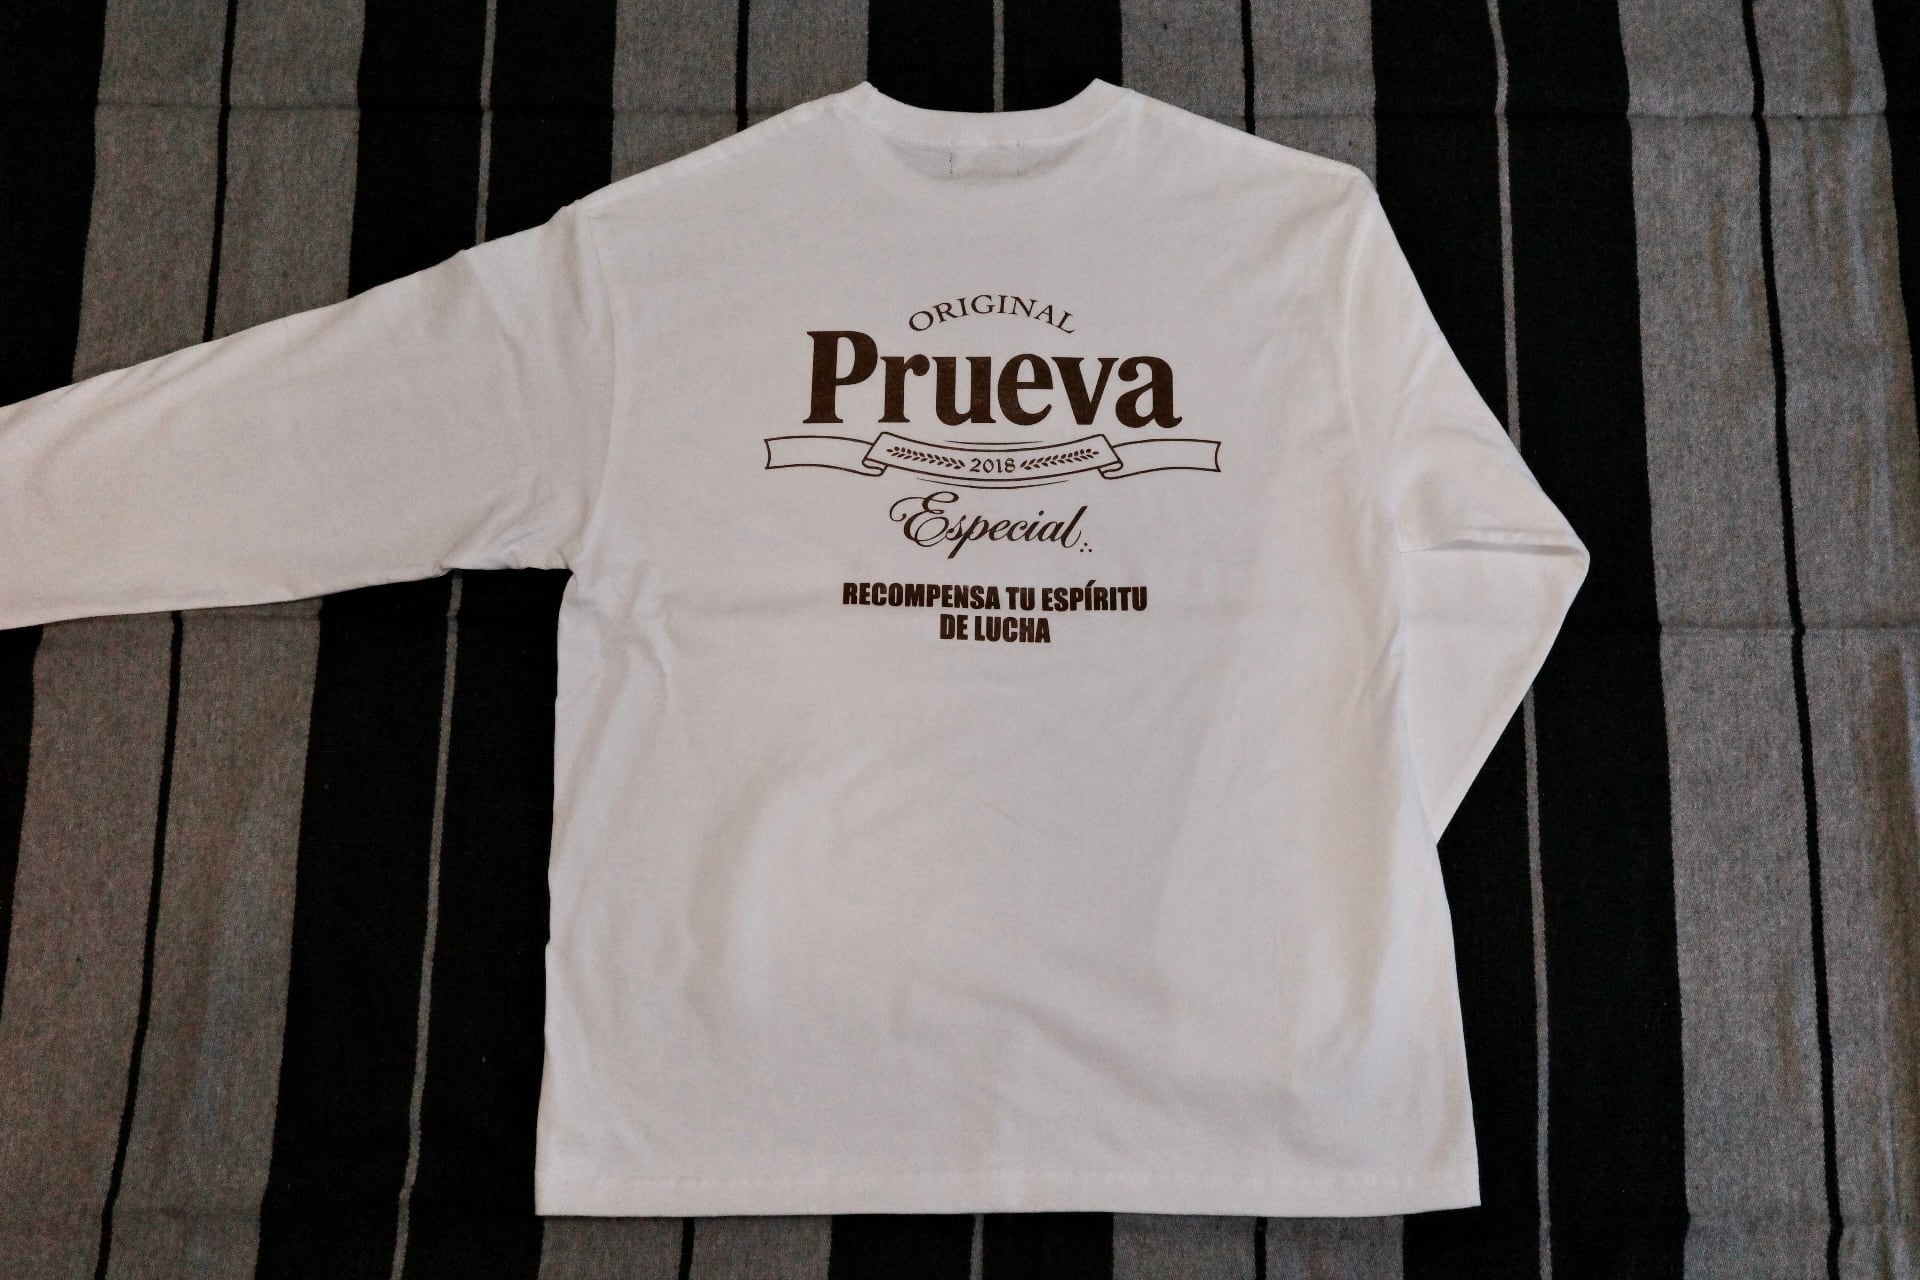 ORIGINAL
Prueva
2018
Especial
RECOMPENSA TU ESPÍRITU
DE LUCHA